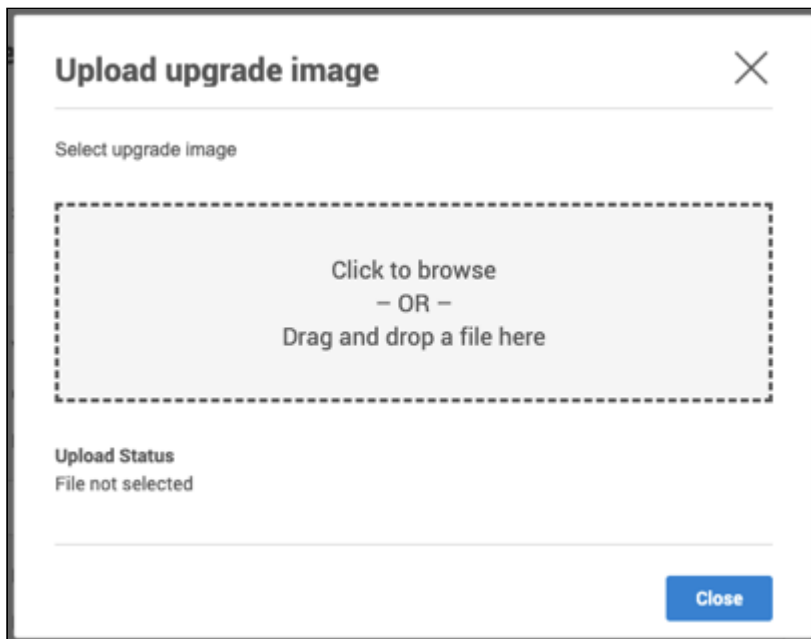 Upload upgrade image
Select upgrade image
Click to browse
– OR –
Drag and drop a file here
Upload Status
File not selected
Close